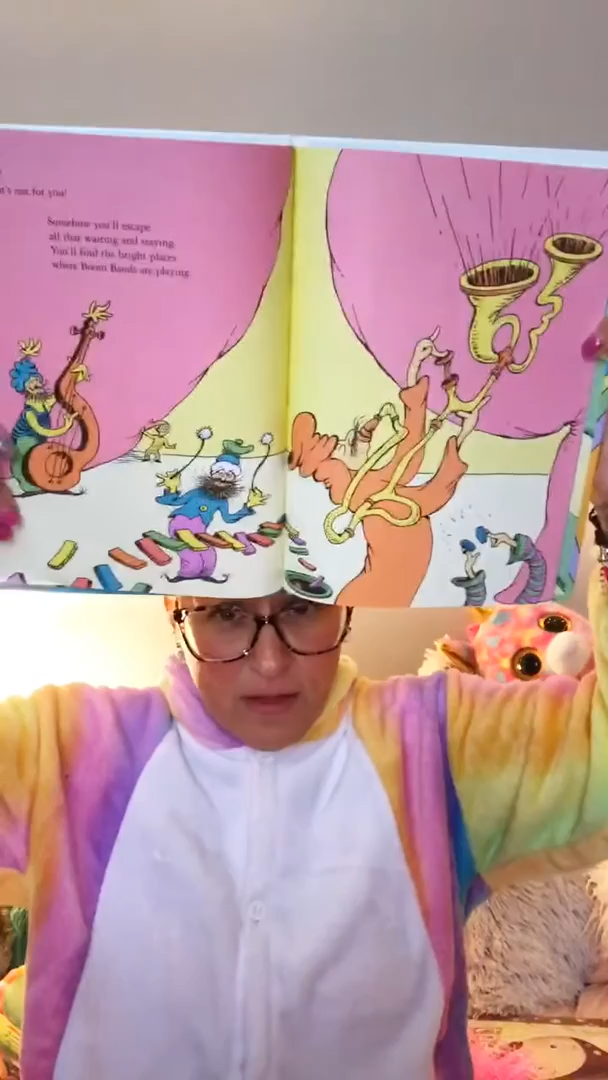 that's not for you!
Somehow you'll escape
all that waiting and staying.
You'll find the bright places
where Boom Bands are playing.